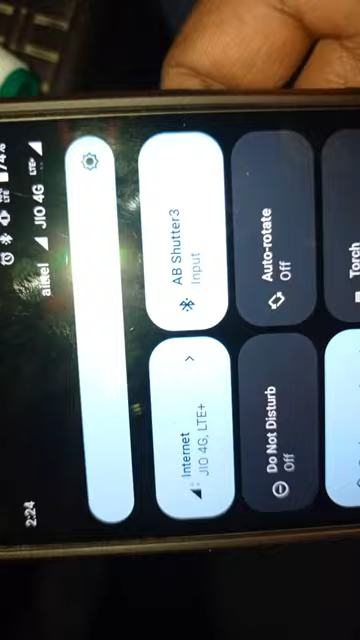 2:24
74%
airtel JIO 4G LTE+
Internet
JIO 4G, LTE+
AB Shutter3
Input
Do Not Disturb
Off
Auto-rotate
Off
Torch